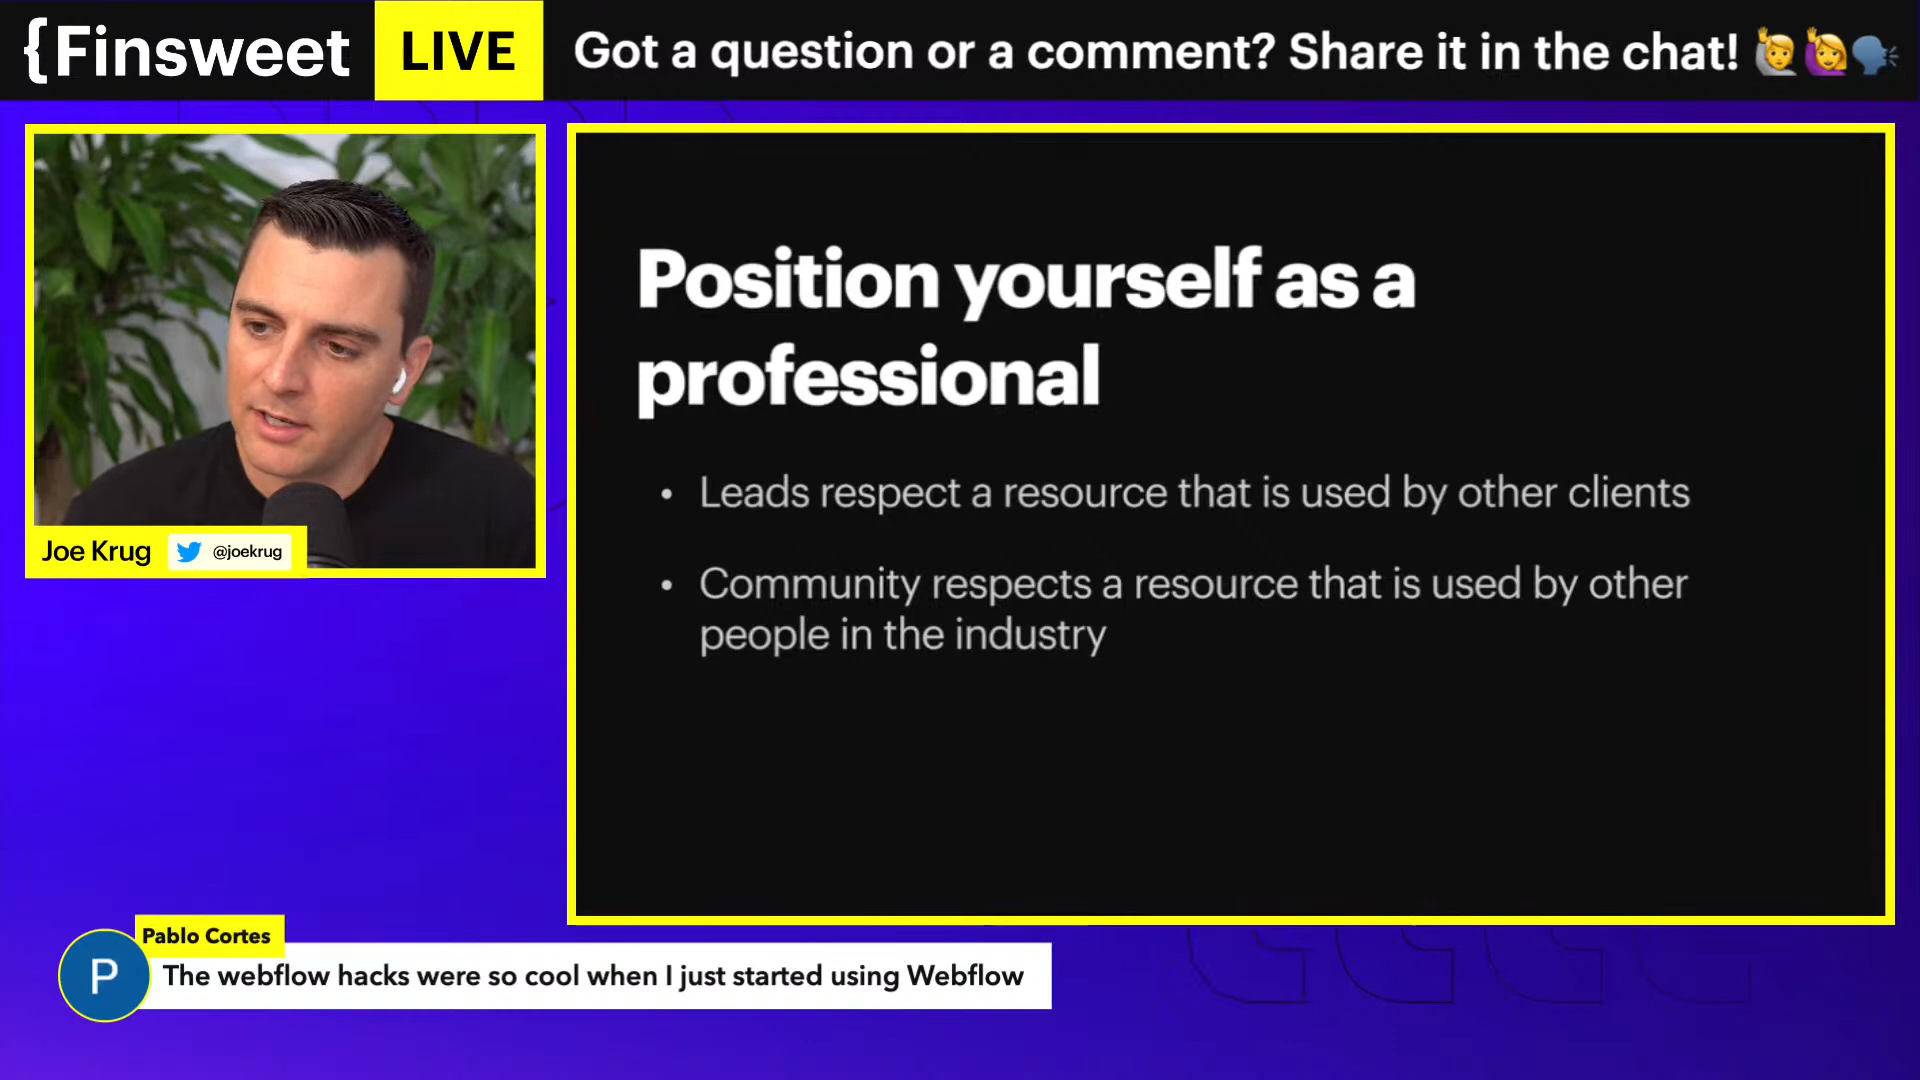 {Finsweet
LIVE
Got a question or a comment? Share it in the chat! 🙋🙋‍♀️🗣️
Position yourself as a
professional
• Leads respect a resource that is used by other clients
• Community respects a resource that is used by other
people in the industry
Joe Krug
@joekrug
Pablo Cortes
P
The webflow hacks were so cool when I just started using Webflow